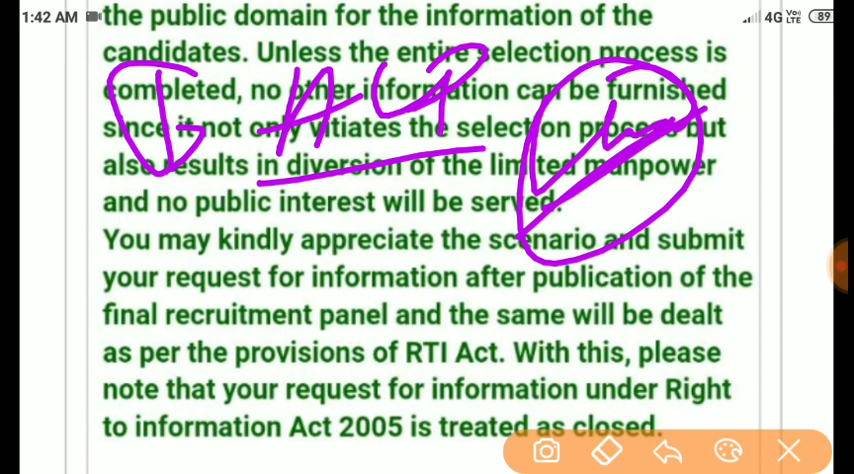 1:42 AM
4G VoD LTE 89
the public domain for the information of the
candidates. Unless the entire selection process is
completed, no other information can be furnished
since it not only vitiates the selection process but
also results in diversion of the limited manpower
and no public interest will be served.
You may kindly appreciate the scenario and submit
your request for information after publication of the
final recruitment panel and the same will be dealt
as per the provisions of RTI Act. With this, please
note that your request for information under Right
to information Act 2005 is treated as closed.